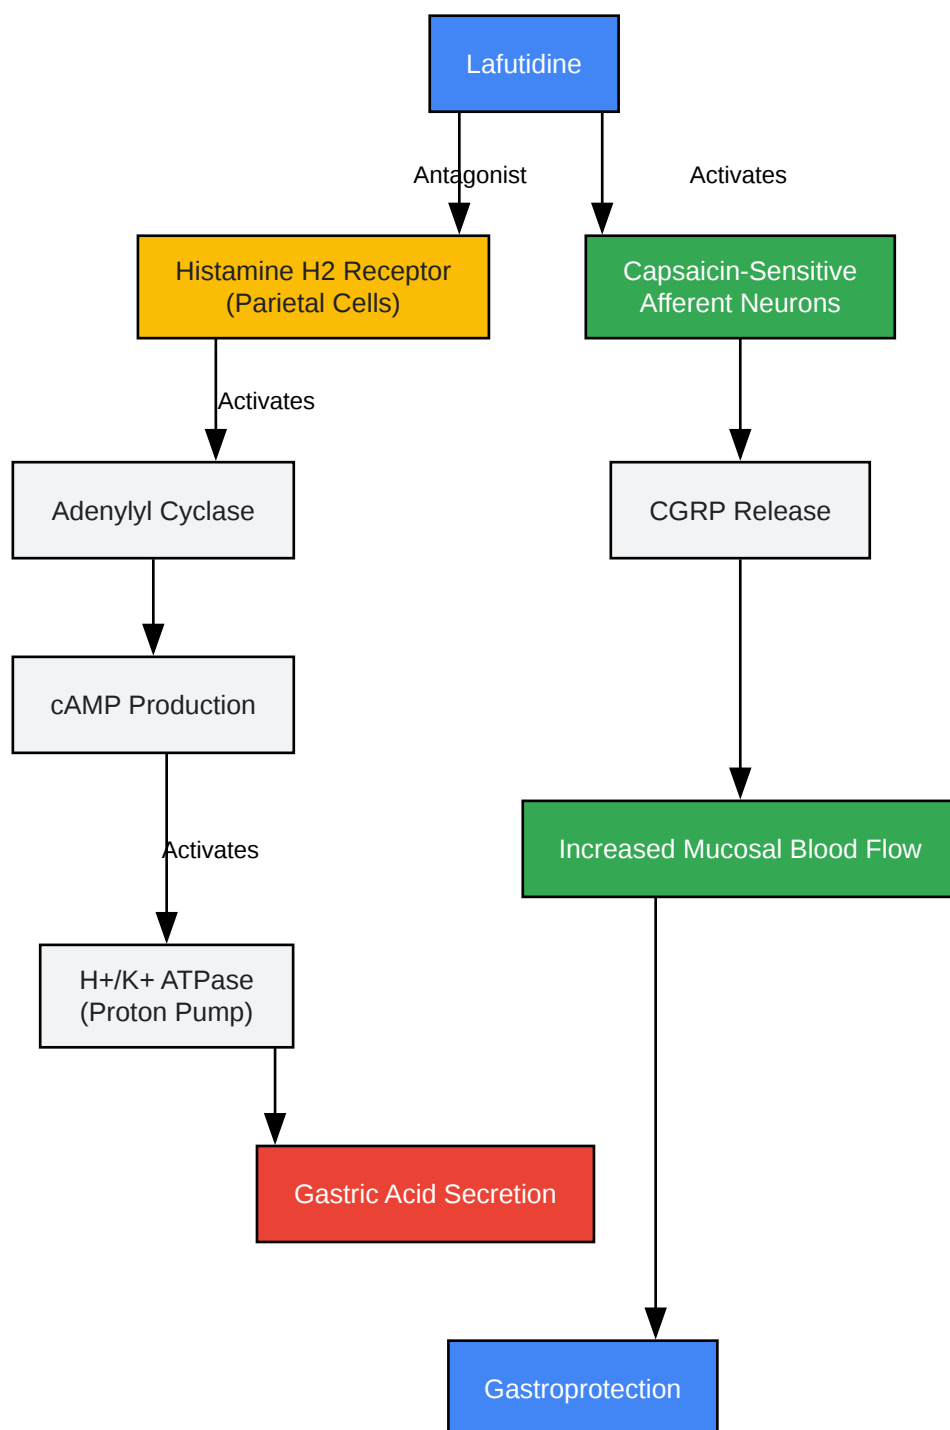 Lafutidine
Antagonist
Activates
Histamine H2 Receptor
(Parietal Cells)
Capsaicin-Sensitive
Afferent Neurons
Activates
Adenylyl Cyclase
CGRP Release
cAMP Production
Activates
Increased Mucosal Blood Flow
H+/K+ ATPase
(Proton Pump)
Gastric Acid Secretion
Gastroprotection